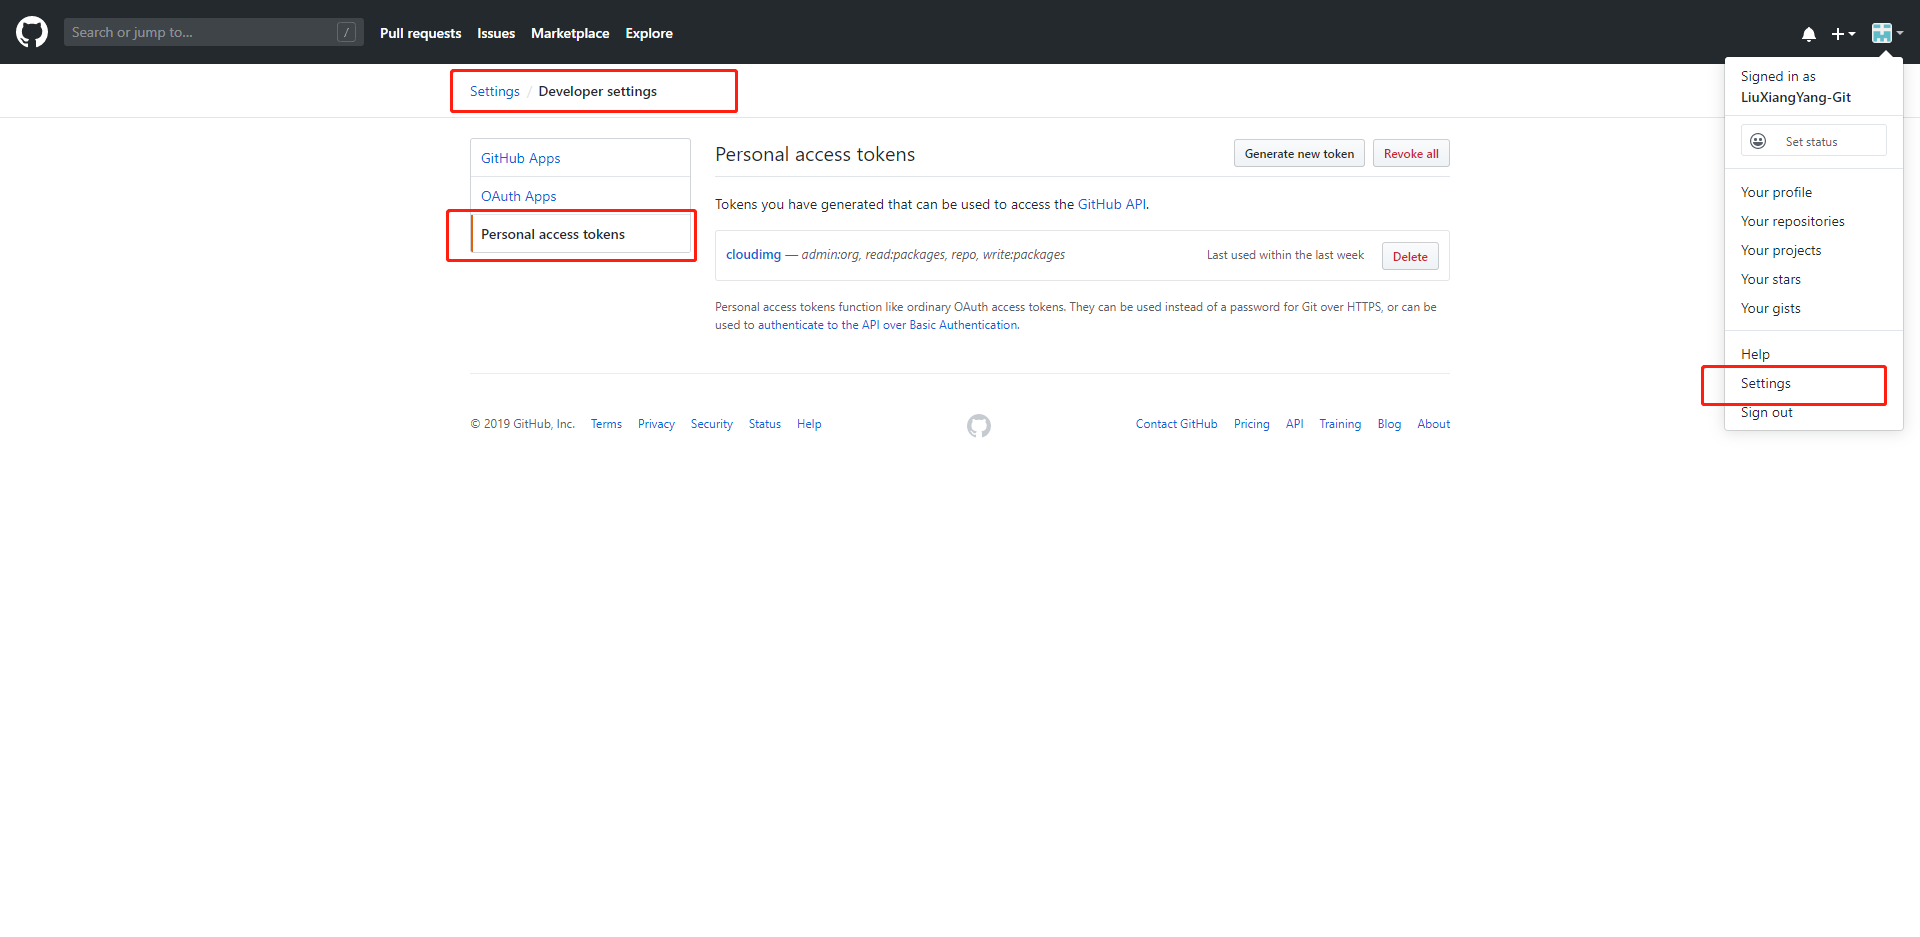 Search or jump to...
/
Pull requests Issues Marketplace Explore
Settings / Developer settings
GitHub Apps
OAuth Apps
Personal access tokens
Personal access tokens
Generate new token
Revoke all
Tokens you have generated that can be used to access the GitHub API.
cloudimg — admin:org, read:packages, repo, write:packages
Last used within the last week
Delete
Personal access tokens function like ordinary OAuth access tokens. They can be used instead of a password for Git over HTTPS, or can be
used to authenticate to the API over Basic Authentication.
© 2019 GitHub, Inc. Terms Privacy Security Status Help
Contact GitHub Pricing API Training Blog About
Signed in as
LiuXiangYang-Git
Set status
Your profile
Your repositories
Your projects
Your stars
Your gists
Help
Settings
Sign out